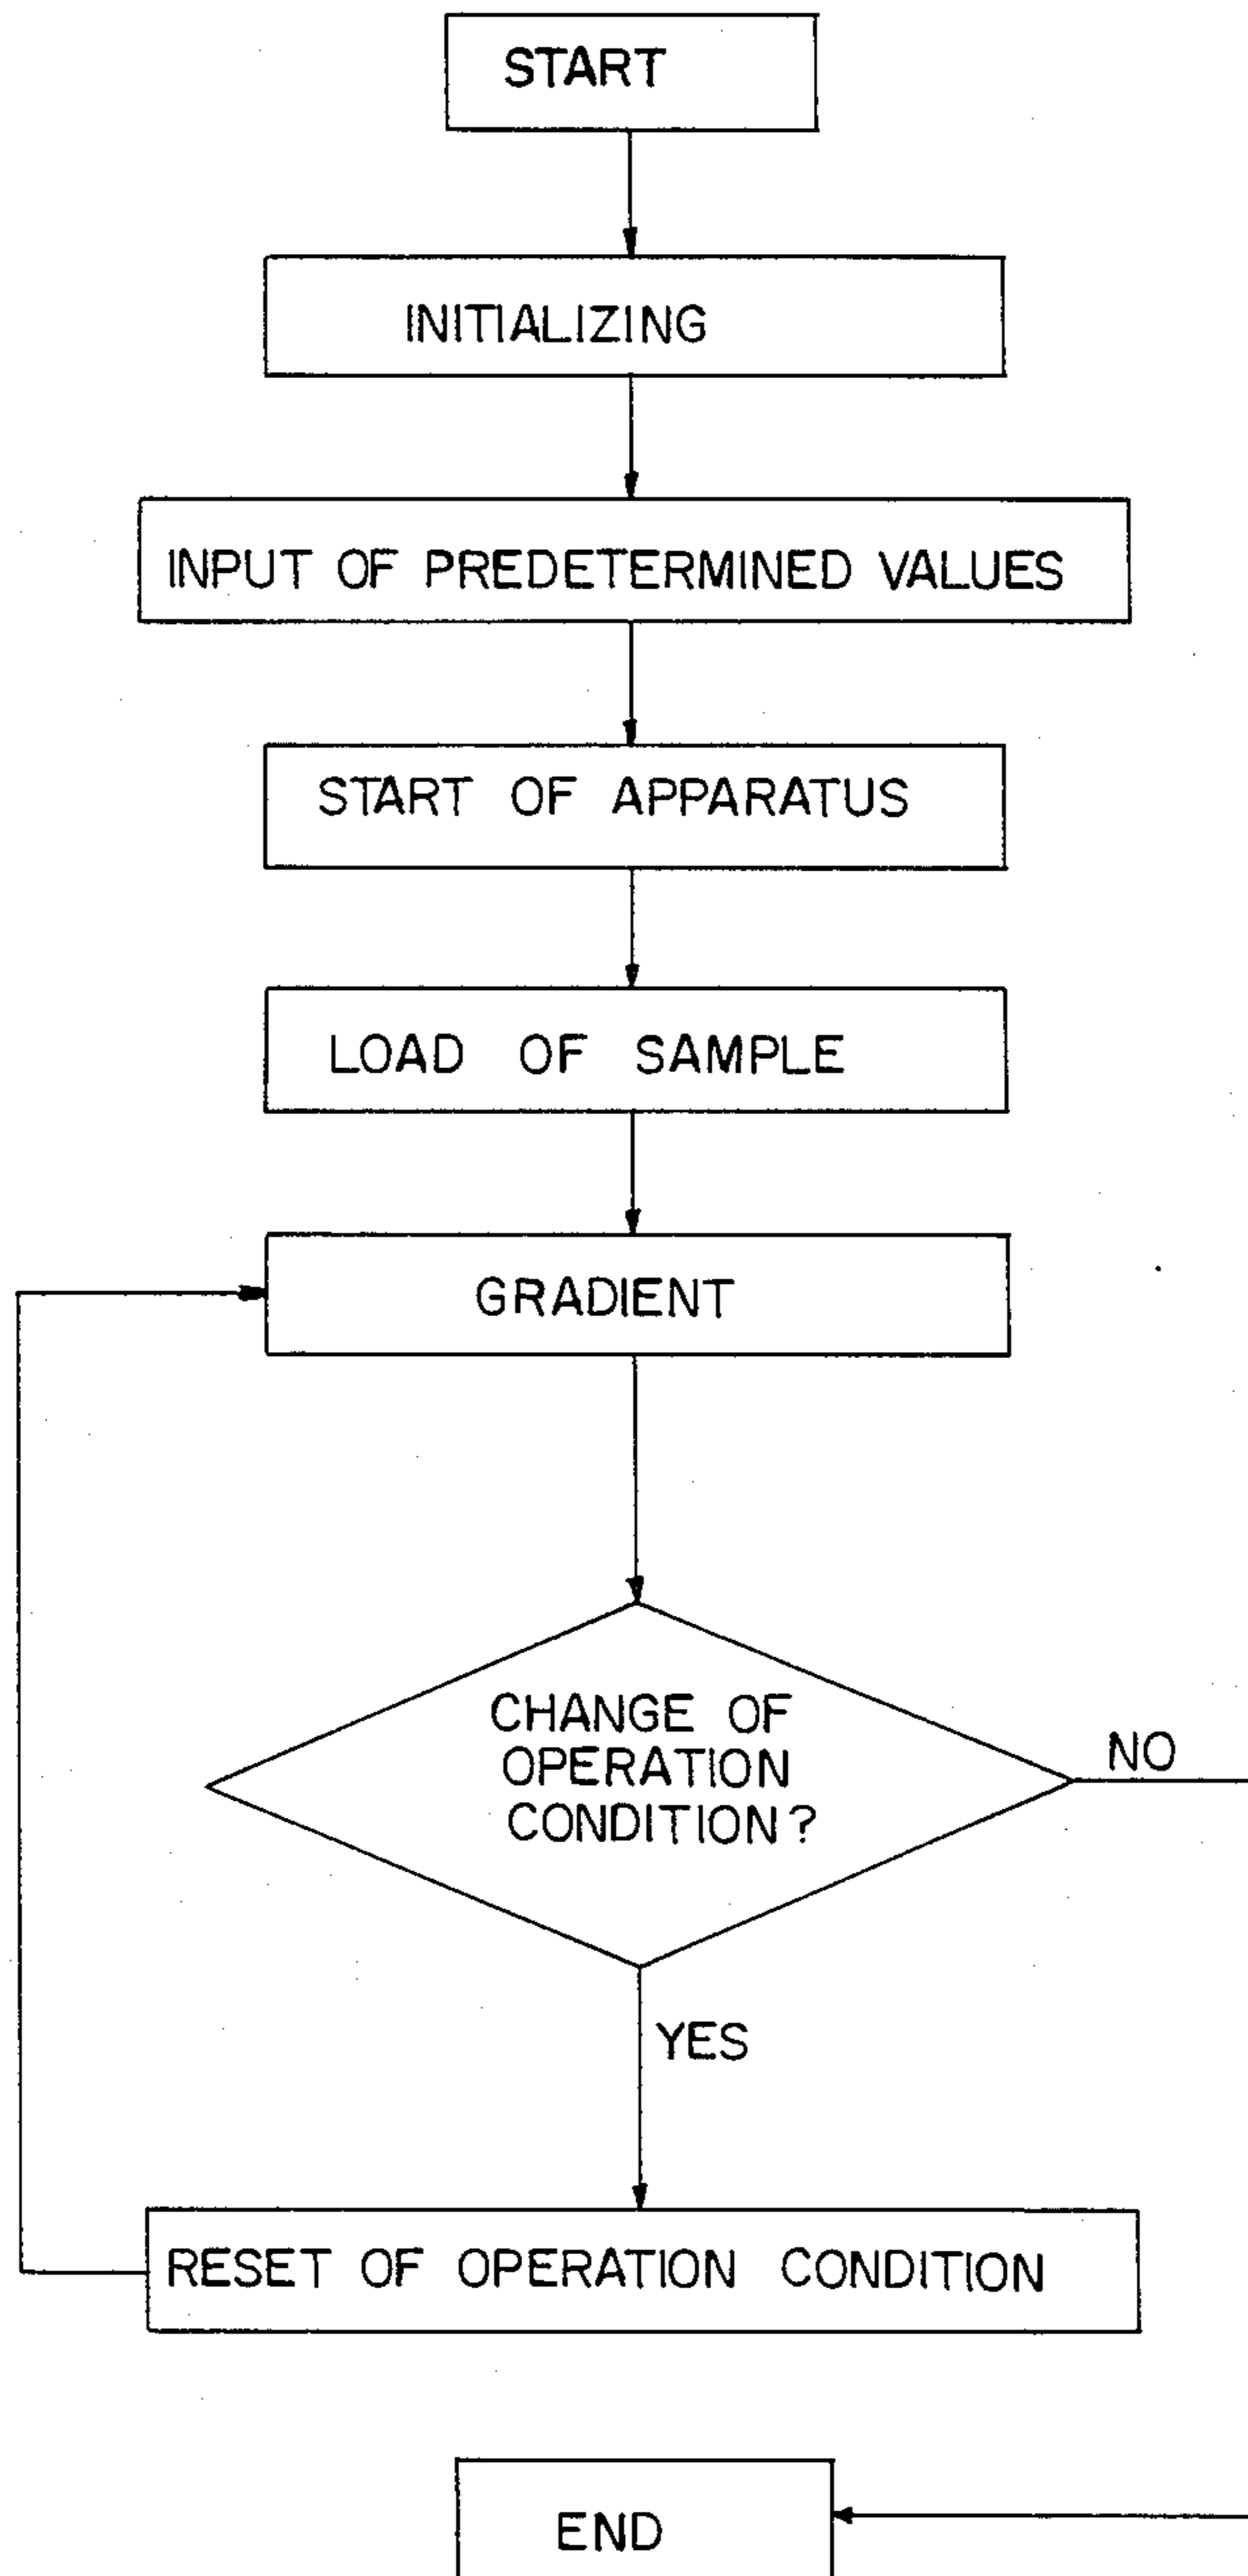 START
INITIALIZING
INPUT OF PREDETERMINED VALUES
START OF APPARATUS
LOAD OF SAMPLE
GRADIENT
CHANGE OF
OPERATION
CONDITION?
NO
YES
RESET OF OPERATION CONDITION
END